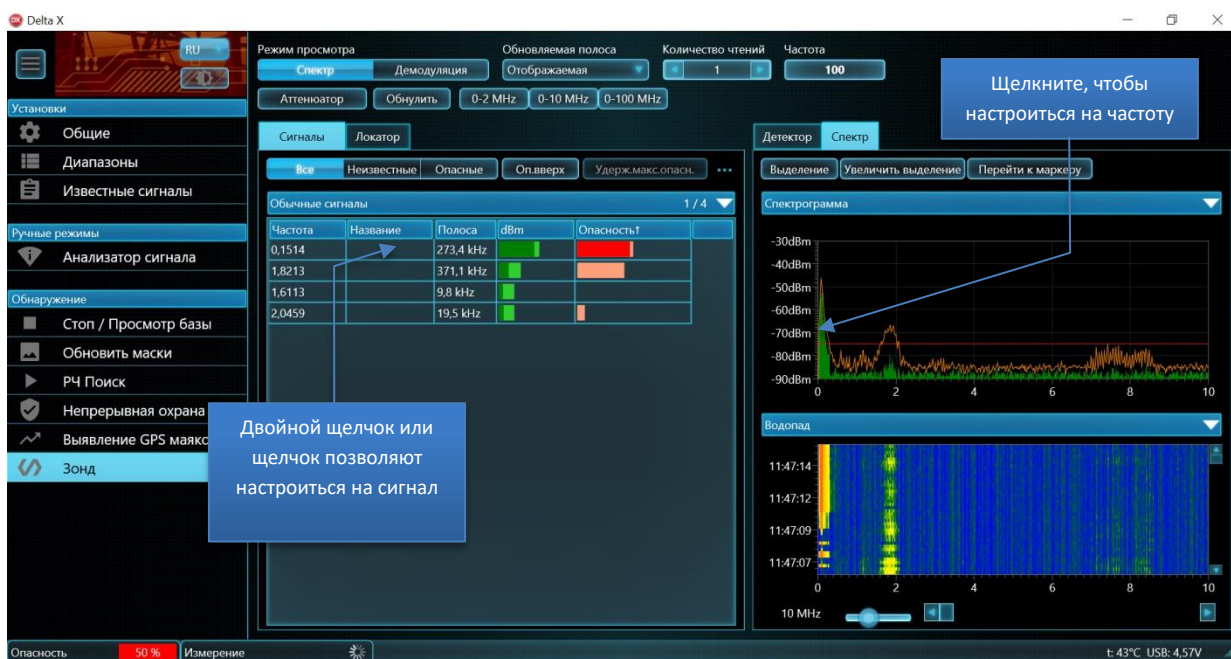 Delta X
RU
Установки
Общие
Диапазоны
Известные сигналы
Ручные режимы
Анализатор сигнала
Обнаружение
Стоп / Просмотр базы
Обновить маски
РЧ Поиск
Непрерывная охрана
Выявление GPS маяко
Зонд
Режим просмотра
Обновляемая полоса
Количество чтений
Частота
Спектр
Демодуляция
Отображаемая
1
100
Аттенюатор
Обнулить
0-2 MHz
0-10 MHz
0-100 MHz
Сигналы
Локатор
Все
Неизвестные
Опасные
Оп.вверх
Удерж.макс.опасн.
...
Обычные сигналы 1 / 4
Частота Название Полоса dBm Опасность↑
0,1514 273,4 kHz
1,8213 371,1 kHz
1,6113 9,8 kHz
2,0459 19,5 kHz
Двойной щелчок или
щелчок позволяют
настроиться на сигнал
Щелкните, чтобы
настроиться на частоту
Детектор
Спектр
Выделение
Увеличить выделение
Перейти к маркеру
Спектрограмма
-30dBm
-40dBm
-50dBm
-60dBm
-70dBm
-80dBm
-90dBm
0 2 4 6 8 10
Водопад
11:47:14
11:47:12
11:47:09
11:47:07
0 2 4 6 8 10
10 MHz
Опасность 50 % Измерение
t: 43°C USB: 4,57V